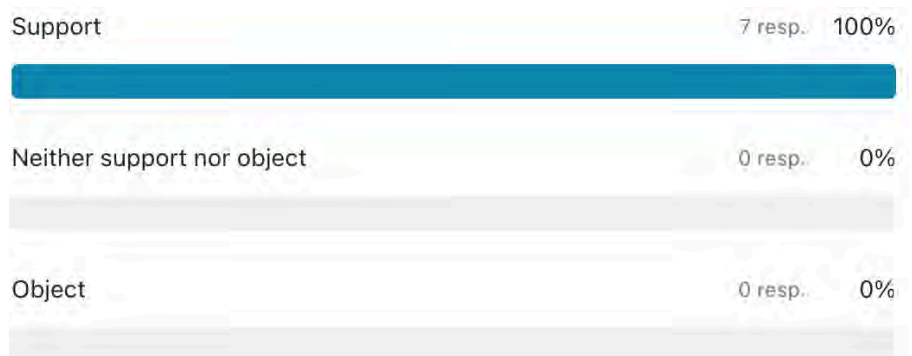 Support 7 resp. 100%
Neither support nor object 0 resp. 0%
Object 0 resp. 0%